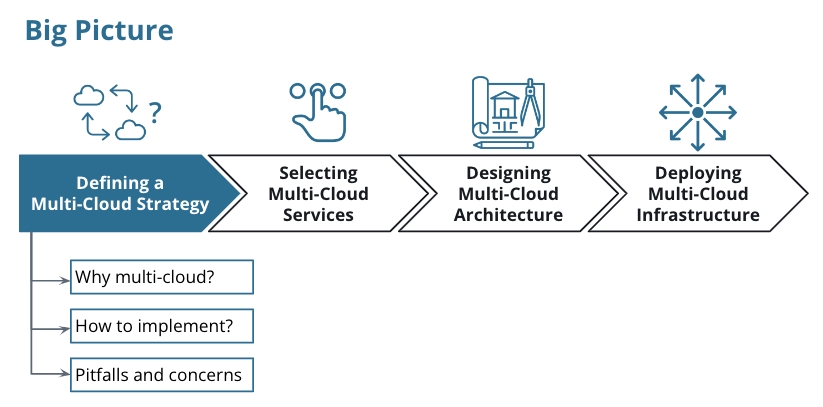 Big Picture
?
Defining a
Multi-Cloud Strategy
Selecting
Multi-Cloud
Services
Designing
Multi-Cloud
Architecture
Deploying
Multi-Cloud
Infrastructure
Why multi-cloud?
How to implement?
Pitfalls and concerns